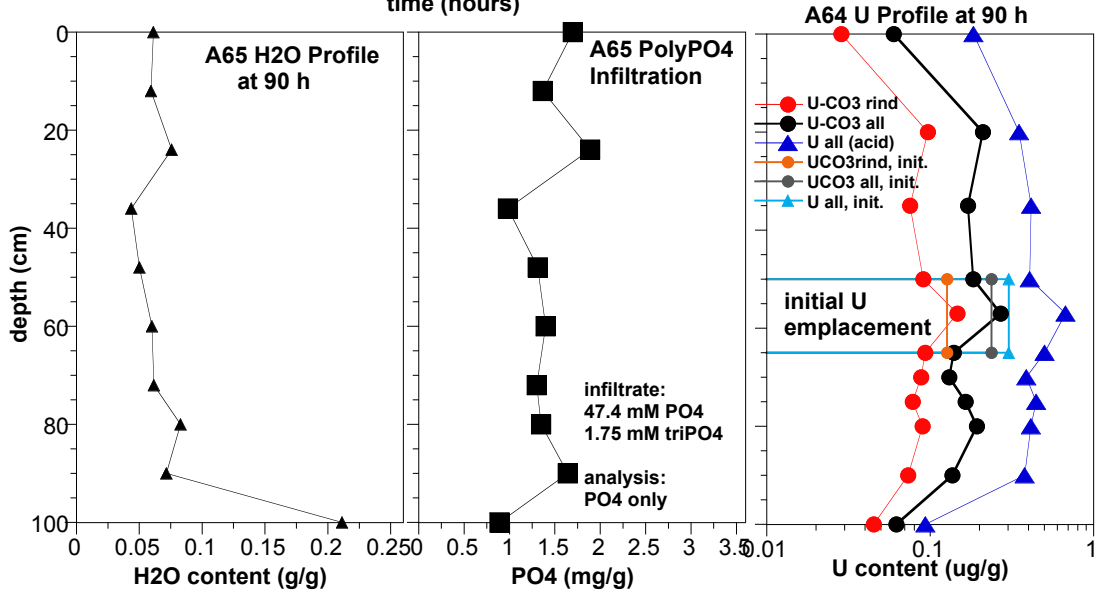 time (hours)
A65 H2O Profile
at 90 h
0
20
40
60
80
100
depth (cm)
0
0.05
0.1
0.15
0.2
0.25
H2O content (g/g)
A65 PolyPO4
Infiltration
infiltrate:
47.4 mM PO4
1.75 mM triPO4
analysis:
PO4 only
0
0.5
1
1.5
2
2.5
3
3.5
PO4 (mg/g)
A64 U Profile at 90 h
U-CO3 rind
U-CO3 all
U all (acid)
UCO3rind, init.
UCO3 all, init.
U all, init.
initial U
emplacement
0.01
0.1
1
U content (ug/g)